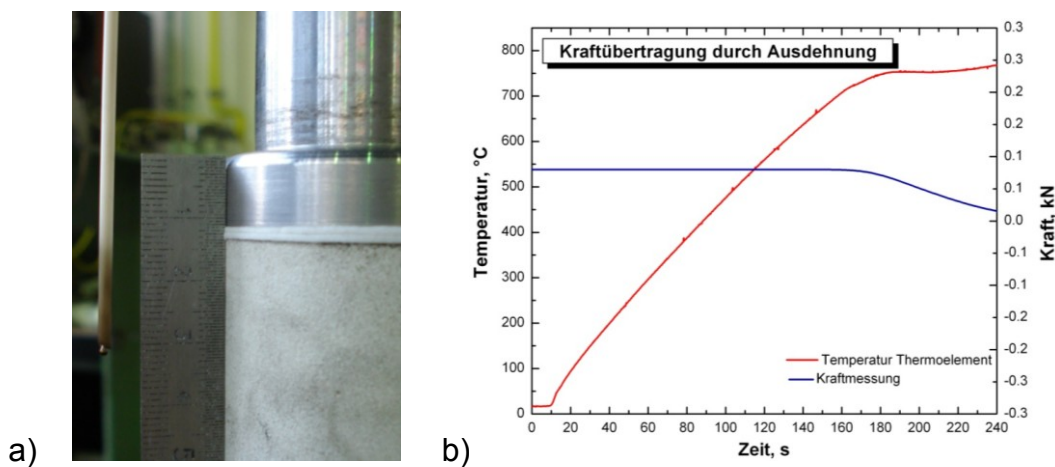 a)
b)
Kraftübertragung durch Ausdehnung
Temperatur, °C
800
700
600
500
400
300
200
100
0
0.3
0.3
0.2
0.2
0.1
0.1
0.0
-0.1
-0.1
-0.2
-0.2
-0.3
-0.3
Kraft, kN
Temperatur Thermoelement
Kraftmessung
0 20 40 60 80 100 120 140 160 180 200 220 240
Zeit, s